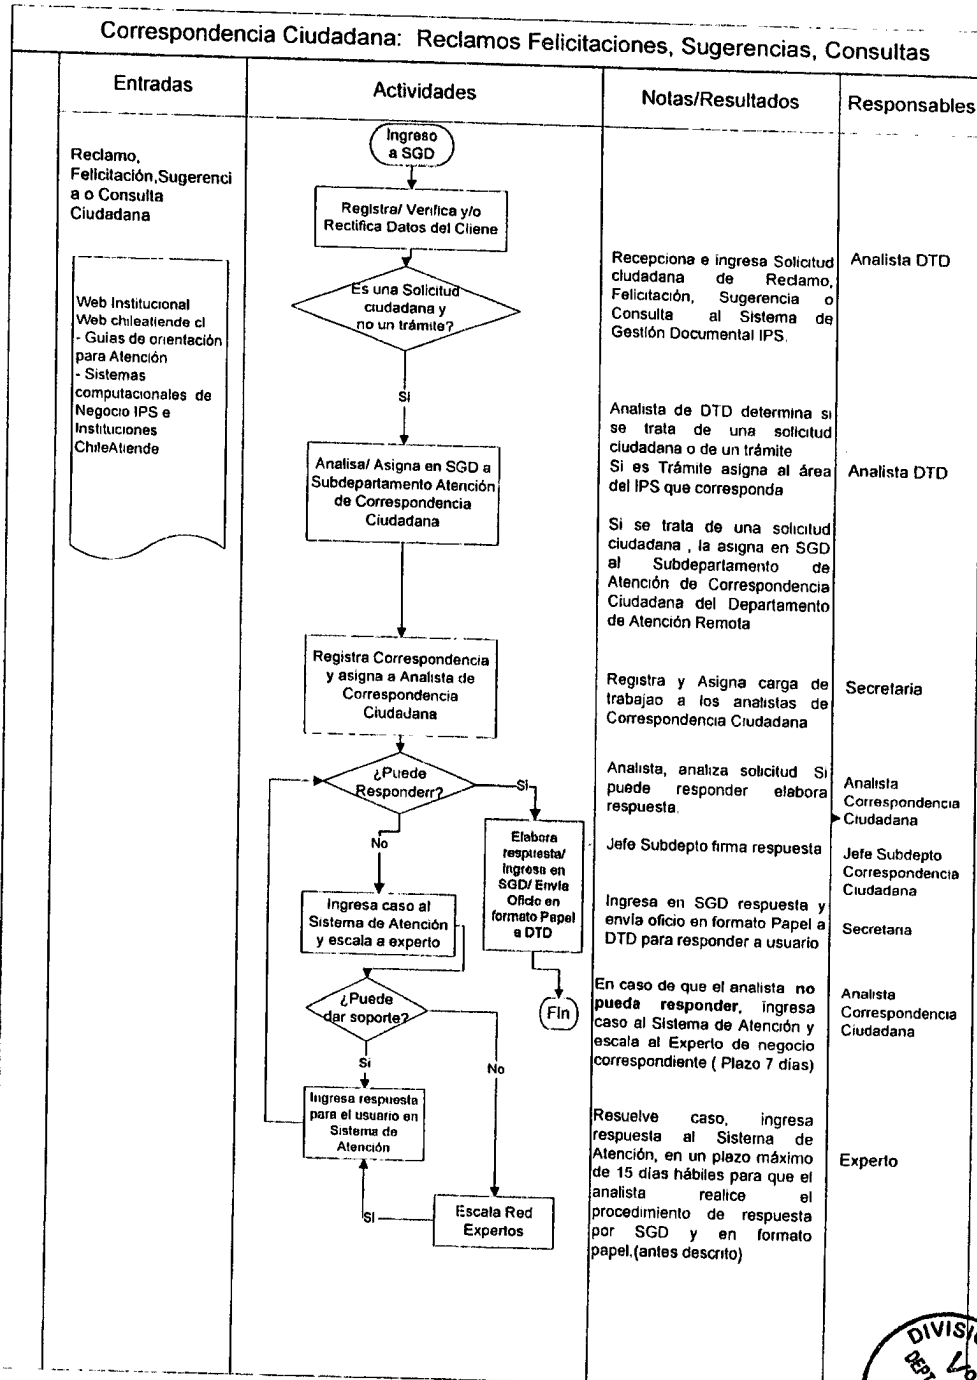 Correspondencia Ciudadana: Reclamos Felicitaciones, Sugerencias, Consultas
Entradas
Actividades
Notas/Resultados
Responsables
Reclamo,
Felicitación,Sugerenci
a o Consulta
Ciudadana
Web Institucional
Web chileatiende cl
- Guias de orientación
para Atención
- Sistemas
computacionales de
Negocio IPS e
Instituciones
ChileAtiende
Ingreso
a SGD
Registra/ Verifica y/o
Rectifica Datos del Cliene
Es una Solicitud
ciudadana y
no un trámite?
Si
Analisa/ Asigna en SGD a
Subdepartamento Atención
de Correspondencia
Ciudadana
Registra Correspondencia
y asigna a Analista de
Correspondencia
Ciudadana
¿Puede
Responderr?
Si
No
Elabora
respuesta/
Ingresa en
SGD/ Envia
Oficio en
formato Papel
a DTD
Ingresa caso al
Sistema de Atención
y escala a experto
¿Puede
dar soporte?
Fin
Si
No
Ingresa respuesta
para el usuario en
Sistema de
Atención
Si
Escala Red
Expertos
Recepciona e ingresa Solicitud
ciudadana de Reclamo,
Felicitación, Sugerencia o
Consulta al Sistema de
Gestión Documental IPS.
Analista de DTD determina si
se trata de una solicitud
ciudadana o de un trámite
Si es Trámite asigna al área
del IPS que corresponda
Si se trata de una solicitud
ciudadana , la asigna en SGD
al Subdepartamento de
Atención de Correspondencia
Ciudadana del Departamento
de Atención Remota
Registra y Asigna carga de
trabajao a los analistas de
Correspondencia Ciudadana
Analista, analiza solicitud Si
puede responder elabora
respuesta.
Jefe Subdepto firma respuesta
Ingresa en SGD respuesta y
envía oficio en formato Papel a
DTD para responder a usuario
En caso de que el analista no
pueda responder, ingresa
caso al Sistema de Atención y
escala al Experto de negocio
correspondiente ( Plazo 7 días)
Resuelve caso, ingresa
respuesta al Sistema de
Atención, en un plazo máximo
de 15 días hábiles para que el
analista realice el
procedimiento de respuesta
por SGD y en formato
papel,(antes descrito)
Analista DTD
Analista DTD
Secretaria
Analista
Correspondencia
Ciudadana
Jefe Subdepto
Correspondencia
Ciudadana
Secretaria
Analista
Correspondencia
Ciudadana
Experto